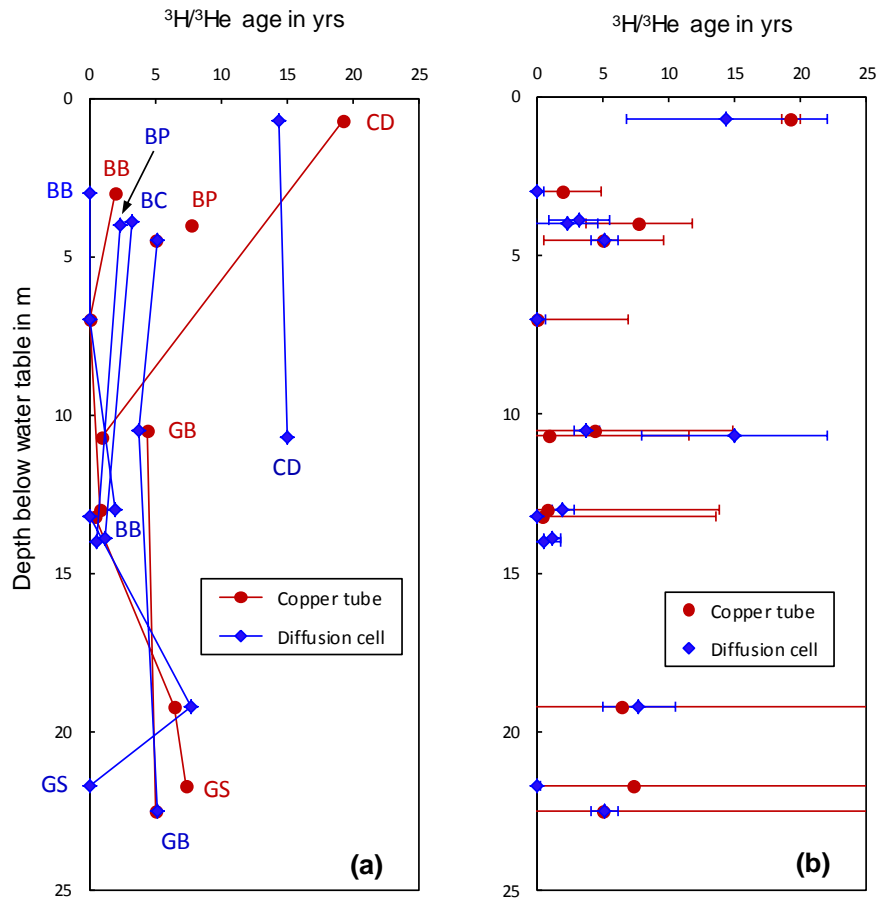 ³H/³He age in yrs
³H/³He age in yrs
0 5 10 15 20 25
0 5 10 15 20 25
0
5
10
15
20
25
0
5
10
15
20
25
Depth below water table in m
BP
CD
BB
BB
BC
BP
GB
CD
BB
Copper tube
Diffusion cell
Copper tube
Diffusion cell
GS
GS
GB
(a)
(b)